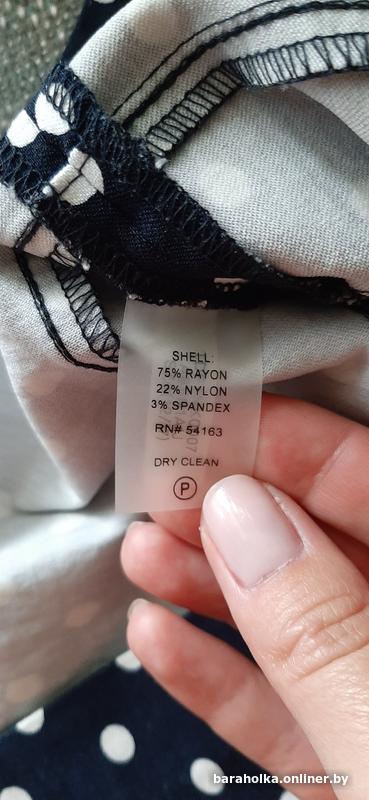 SHELL:
75% RAYON
22% NYLON
3% SPANDEX
RN# 54163
DRY CLEAN
P
baraholka.onliner.by